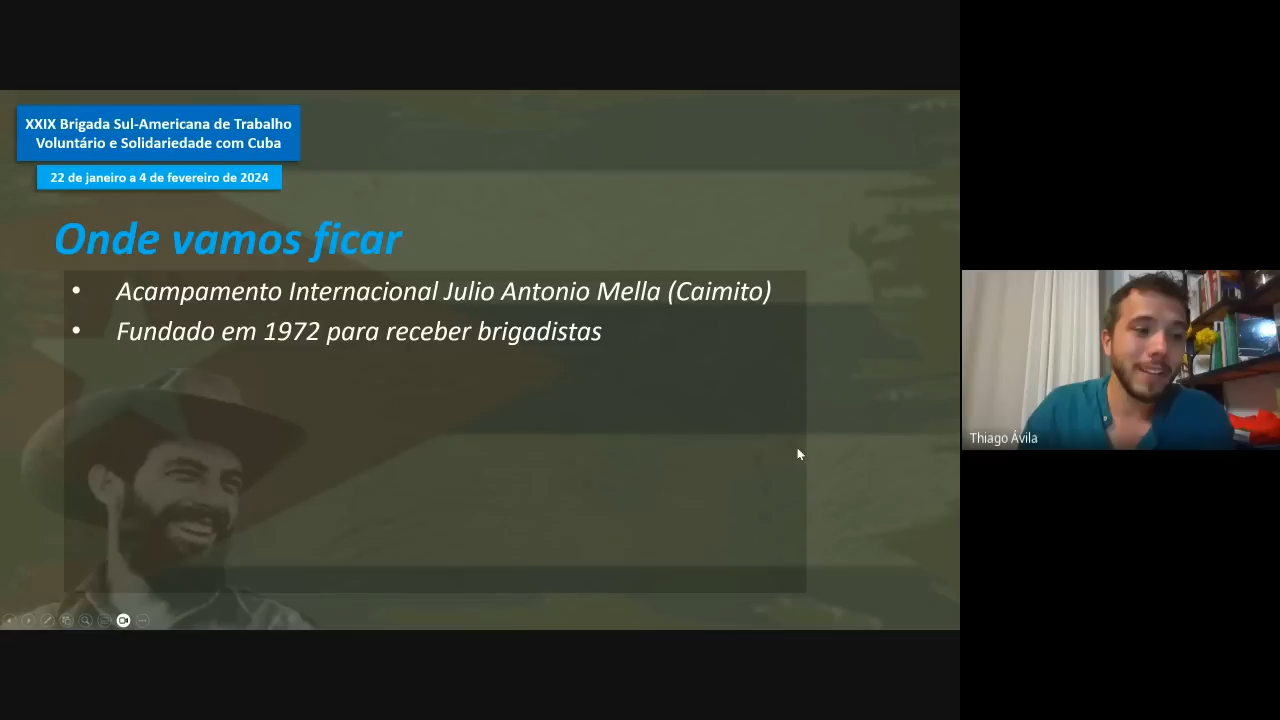 XXIX Brigada Sul-Americana de Trabalho
Voluntário e Solidariedade com Cuba
22 de janeiro a 4 de fevereiro de 2024
Onde vamos ficar
• Acampamento Internacional Julio Antonio Mella (Caimito)
• Fundado em 1972 para receber brigadistas
Thiago Ávila